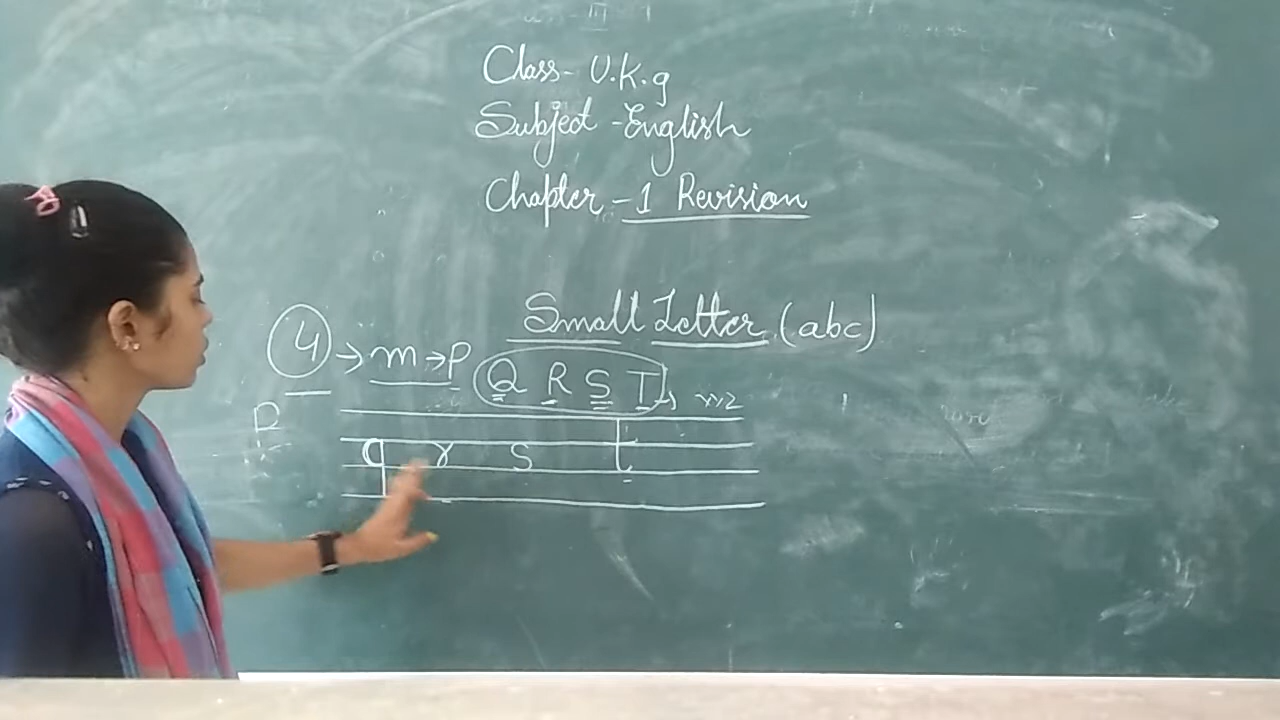 Class- U.K.g
Subject -English
Chapter -1 Revision
Small Letter (abc)
4 → m → p Q R S T
P
q r s t